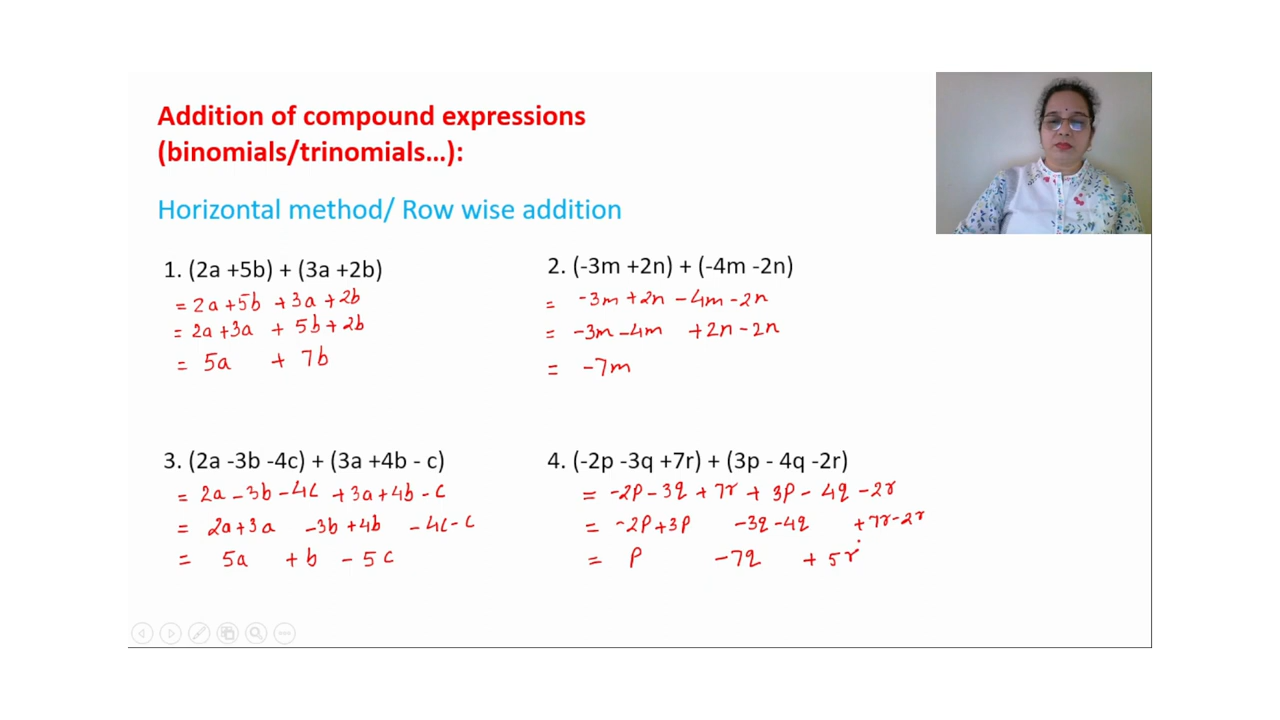 Addition of compound expressions
(binomials/trinomials...):
Horizontal method/ Row wise addition
1. (2a +5b) + (3a +2b)
= 2a+5b +3a+2b
= 2a+3a + 5b+2b
= 5a + 7b
2. (-3m +2n) + (-4m -2n)
= -3m+2n -4m-2n
= -3m-4m +2n-2n
= -7m
3. (2a -3b -4c) + (3a +4b - c)
= 2a-3b-4c +3a+4b-c
= 2a+3a -3b+4b -4c-c
= 5a +b -5c
4. (-2p -3q +7r) + (3p - 4q -2r)
= -2p-3q+7r+3p-4q-2r
= -2p+3p -3q-4q +7r-2r
= p -7q +5r